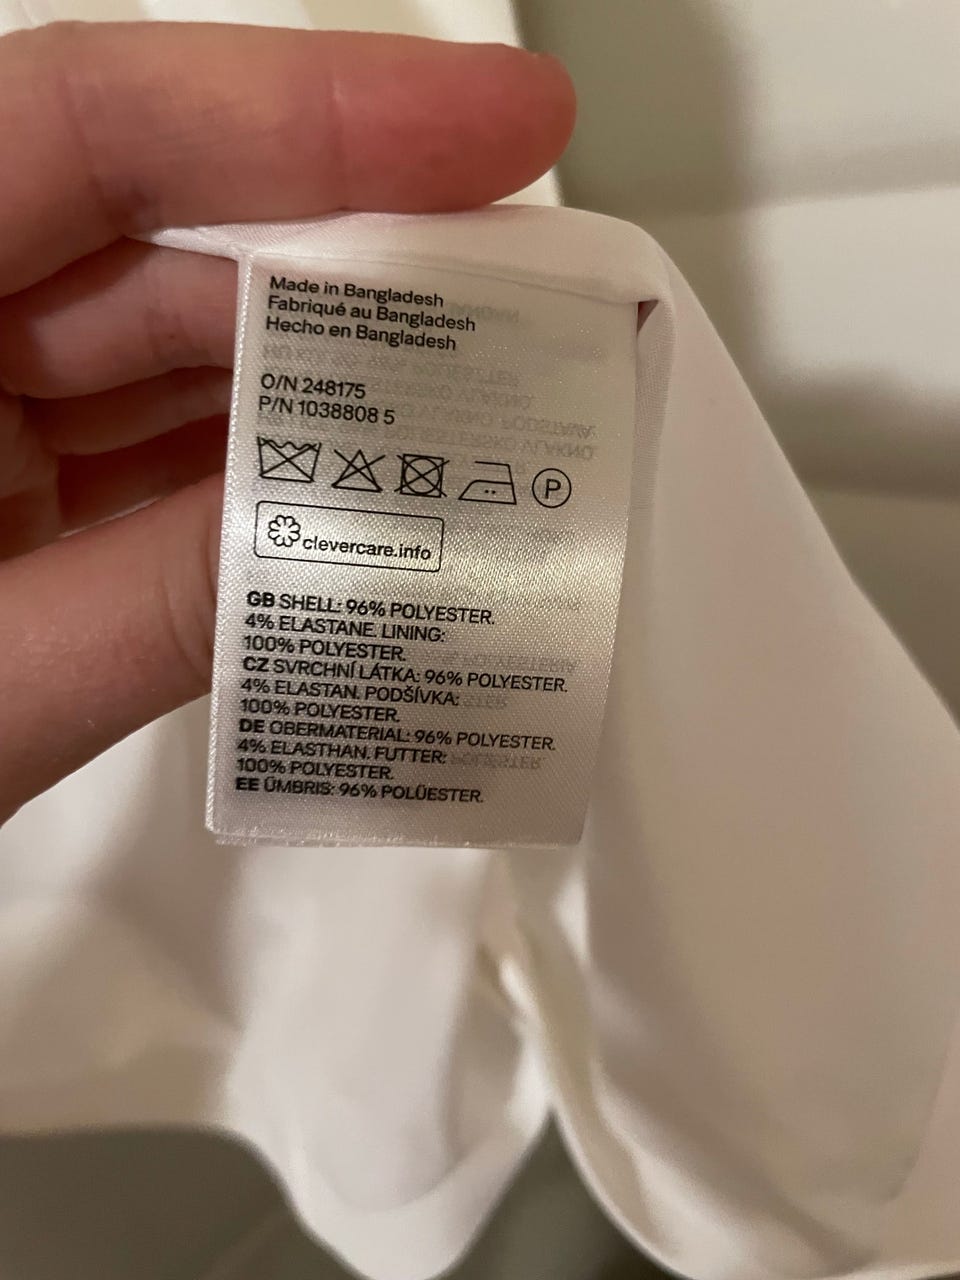 Made in Bangladesh
Fabriqué au Bangladesh
Hecho en Bangladesh
O/N 248175
P/N 1038808 5
P
clevercare.info
GB SHELL: 96% POLYESTER.
4% ELASTANE. LINING:
100% POLYESTER.
CZ SVRCHNÍ LÁTKA: 96% POLYESTER.
4% ELASTAN. PODŠÍVKA:
100% POLYESTER.
DE OBERMATERIAL: 96% POLYESTER.
4% ELASTHAN. FUTTER:
100% POLYESTER.
EE ÜMBRIS: 96% POLÜESTER.